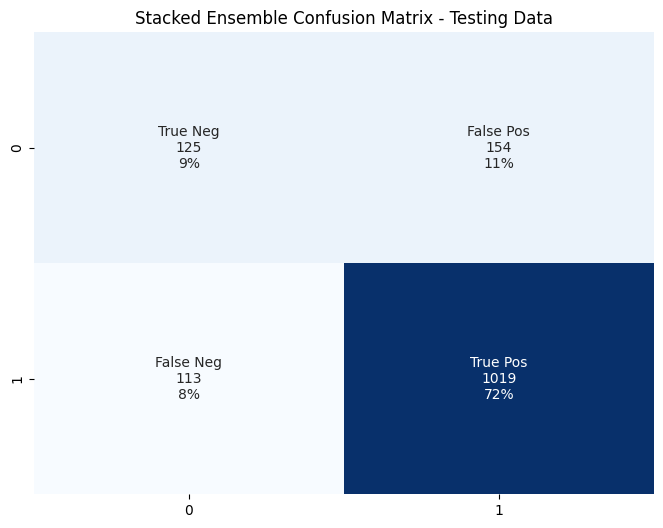 Stacked Ensemble Confusion Matrix - Testing Data
0
True Neg
125
9%
False Pos
154
11%
1
False Neg
113
8%
True Pos
1019
72%
0
1